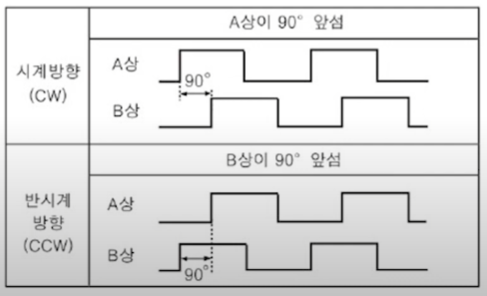 시계방향
(CW)
A상이 90° 앞섬
A상
90°
B상
반시계
방향
(CCW)
B상이 90° 앞섬
A상
B상
90°